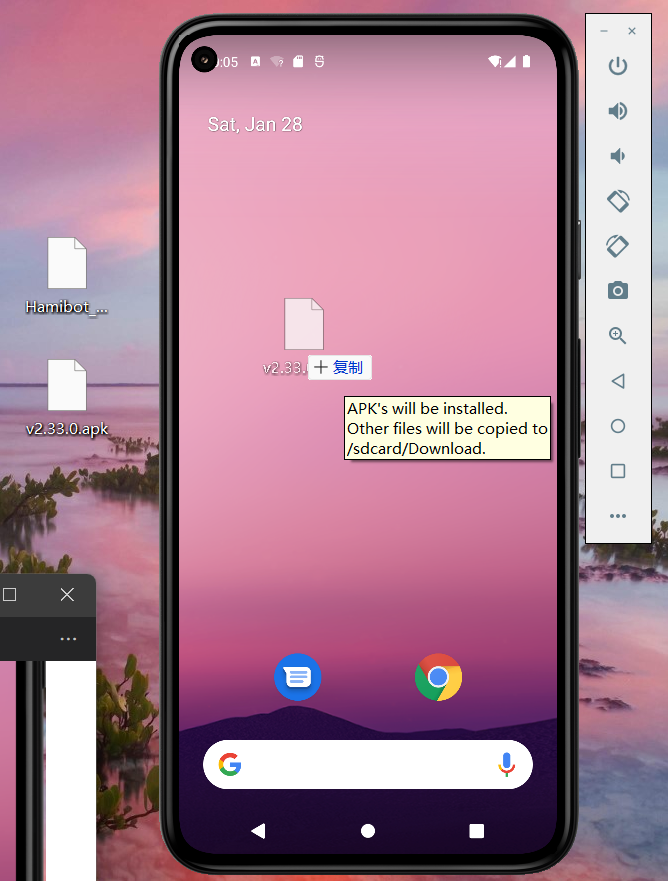 :05
Sat, Jan 28
Hamibot_...
v2.33.
复制
v2.33.0.apk
APK's will be installed.
Other files will be copied to
/sdcard/Download.